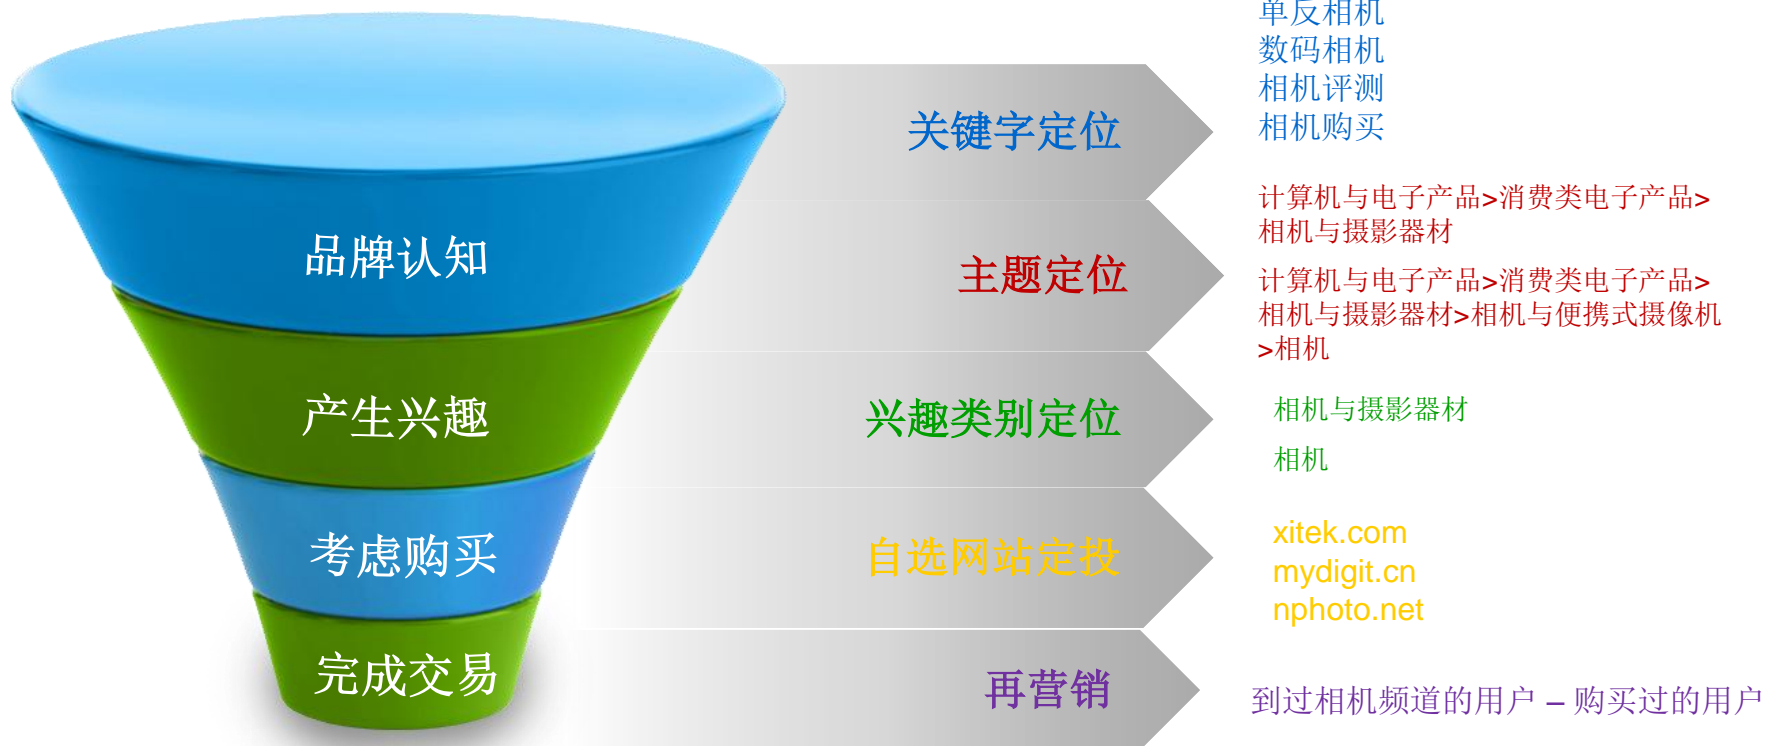 单反相机
数码相机
相机评测
相机购买
关键字定位
计算机与电子产品>消费类电子产品>
相机与摄影器材
品牌认知
主题定位
计算机与电子产品>消费类电子产品>
相机与摄影器材>相机与便携式摄像机
>相机
产生兴趣
兴趣类别定位
相机与摄影器材
相机
考虑购买
自选网站定投
xitek.com
mydigit.cn
nphoto.net
完成交易
再营销
到过相机频道的用户 – 购买过的用户